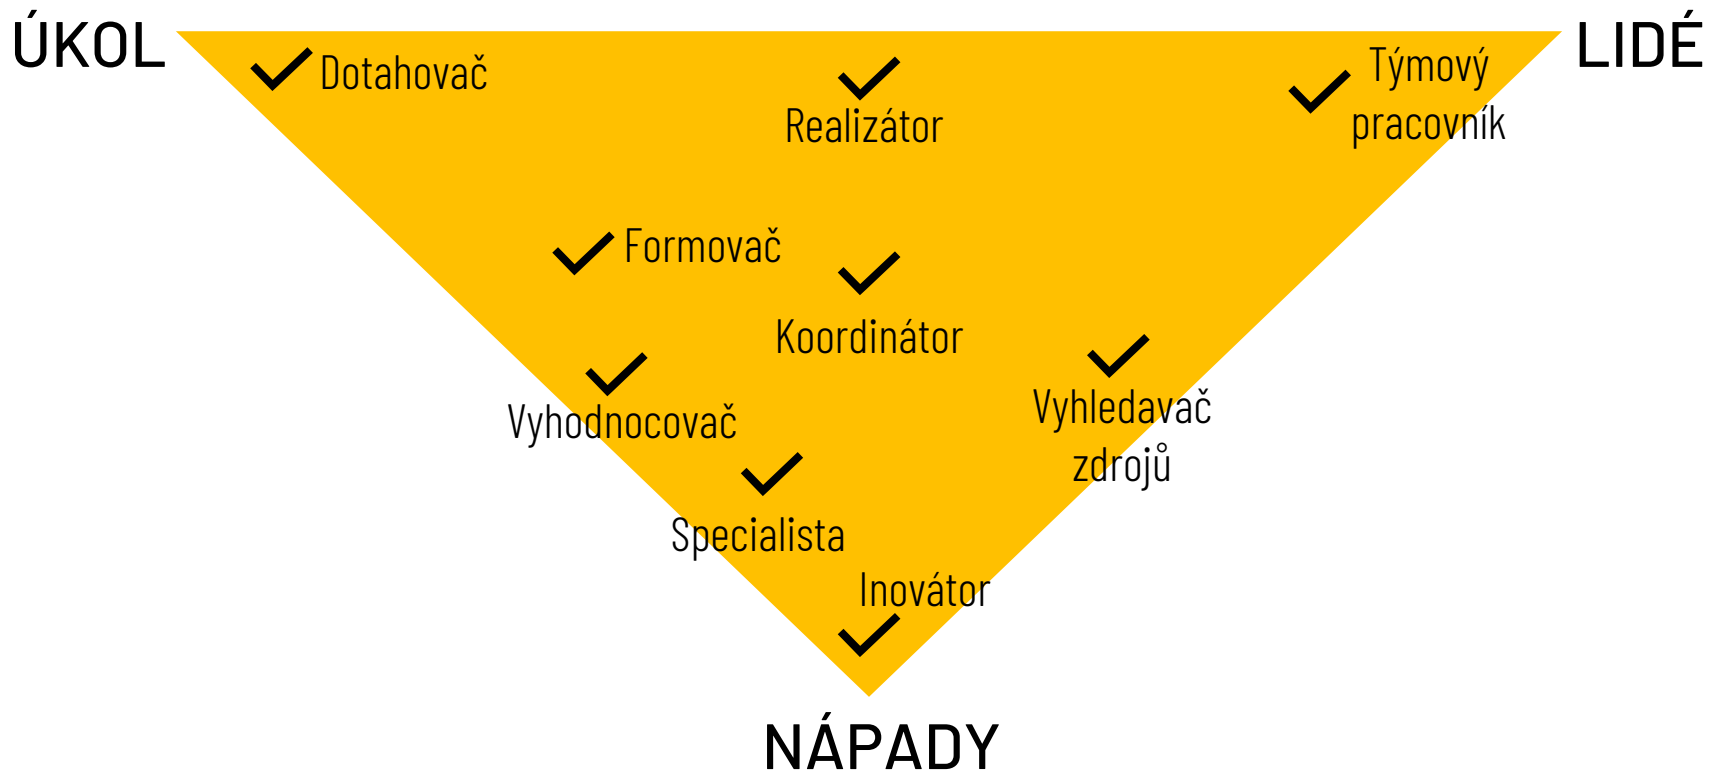 ÚKOL
LIDÉ
Dotahovač
Realizátor
Týmový
pracovník
Formovač
Koordinátor
Vyhodnocovač
Vyhledavač
zdrojů
Specialista
Inovátor
NÁPADY